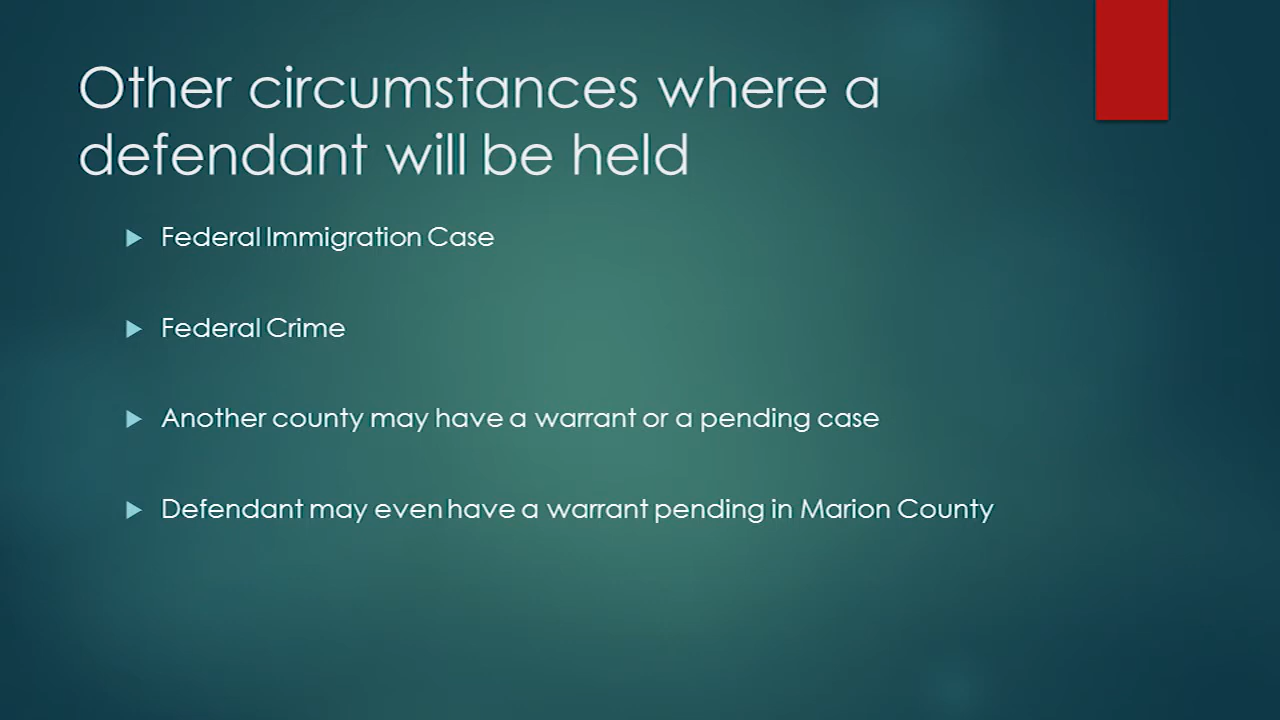 Other circumstances where a
defendant will be held
Federal Immigration Case
Federal Crime
Another county may have a warrant or a pending case
Defendant may even have a warrant pending in Marion County